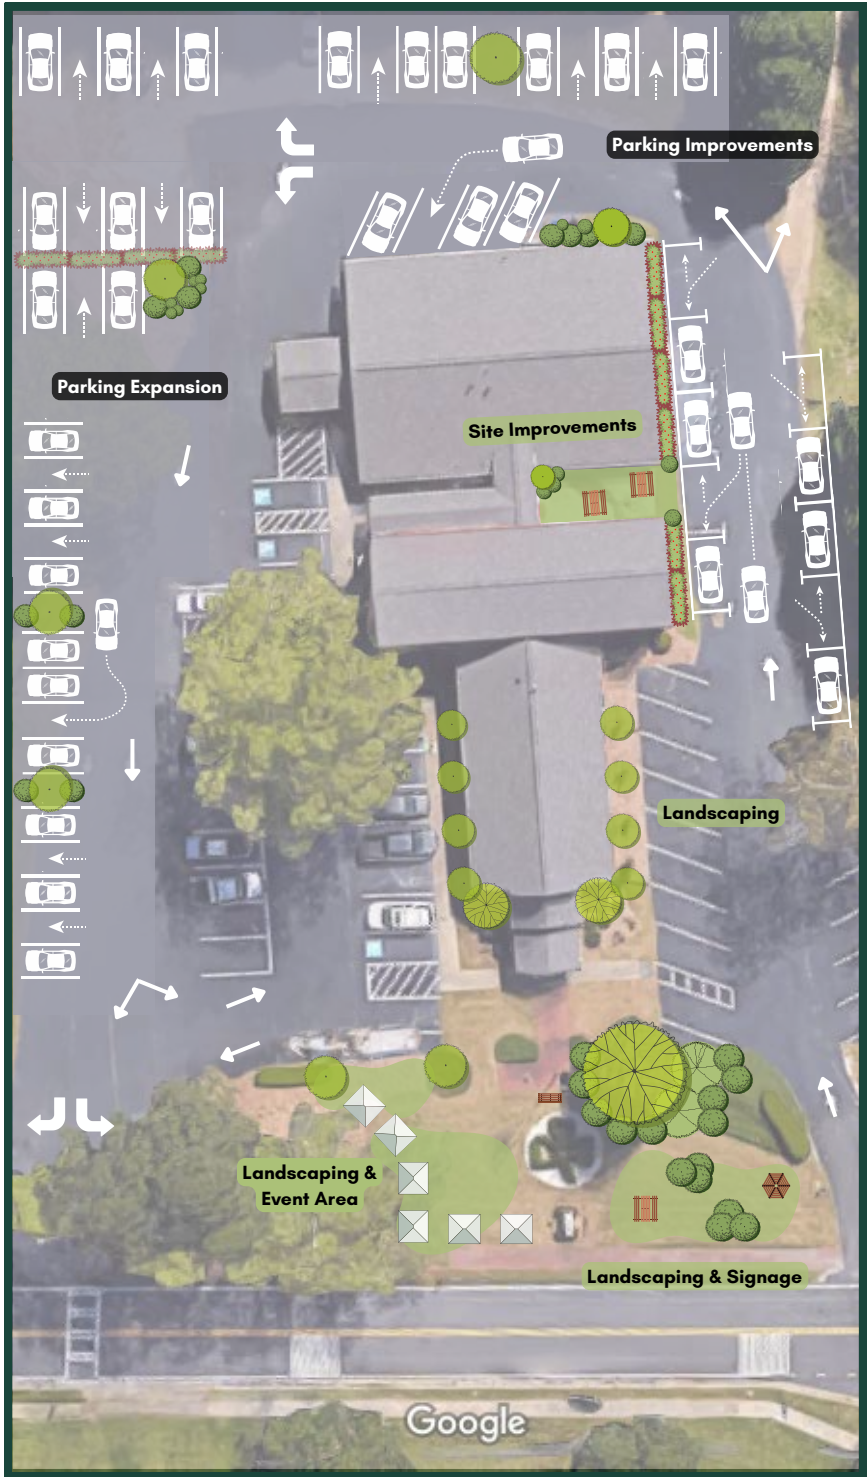 Parking Improvements
Parking Expansion
Site Improvements
Landscaping
Landscaping &
Event Area
Landscaping & Signage
Google